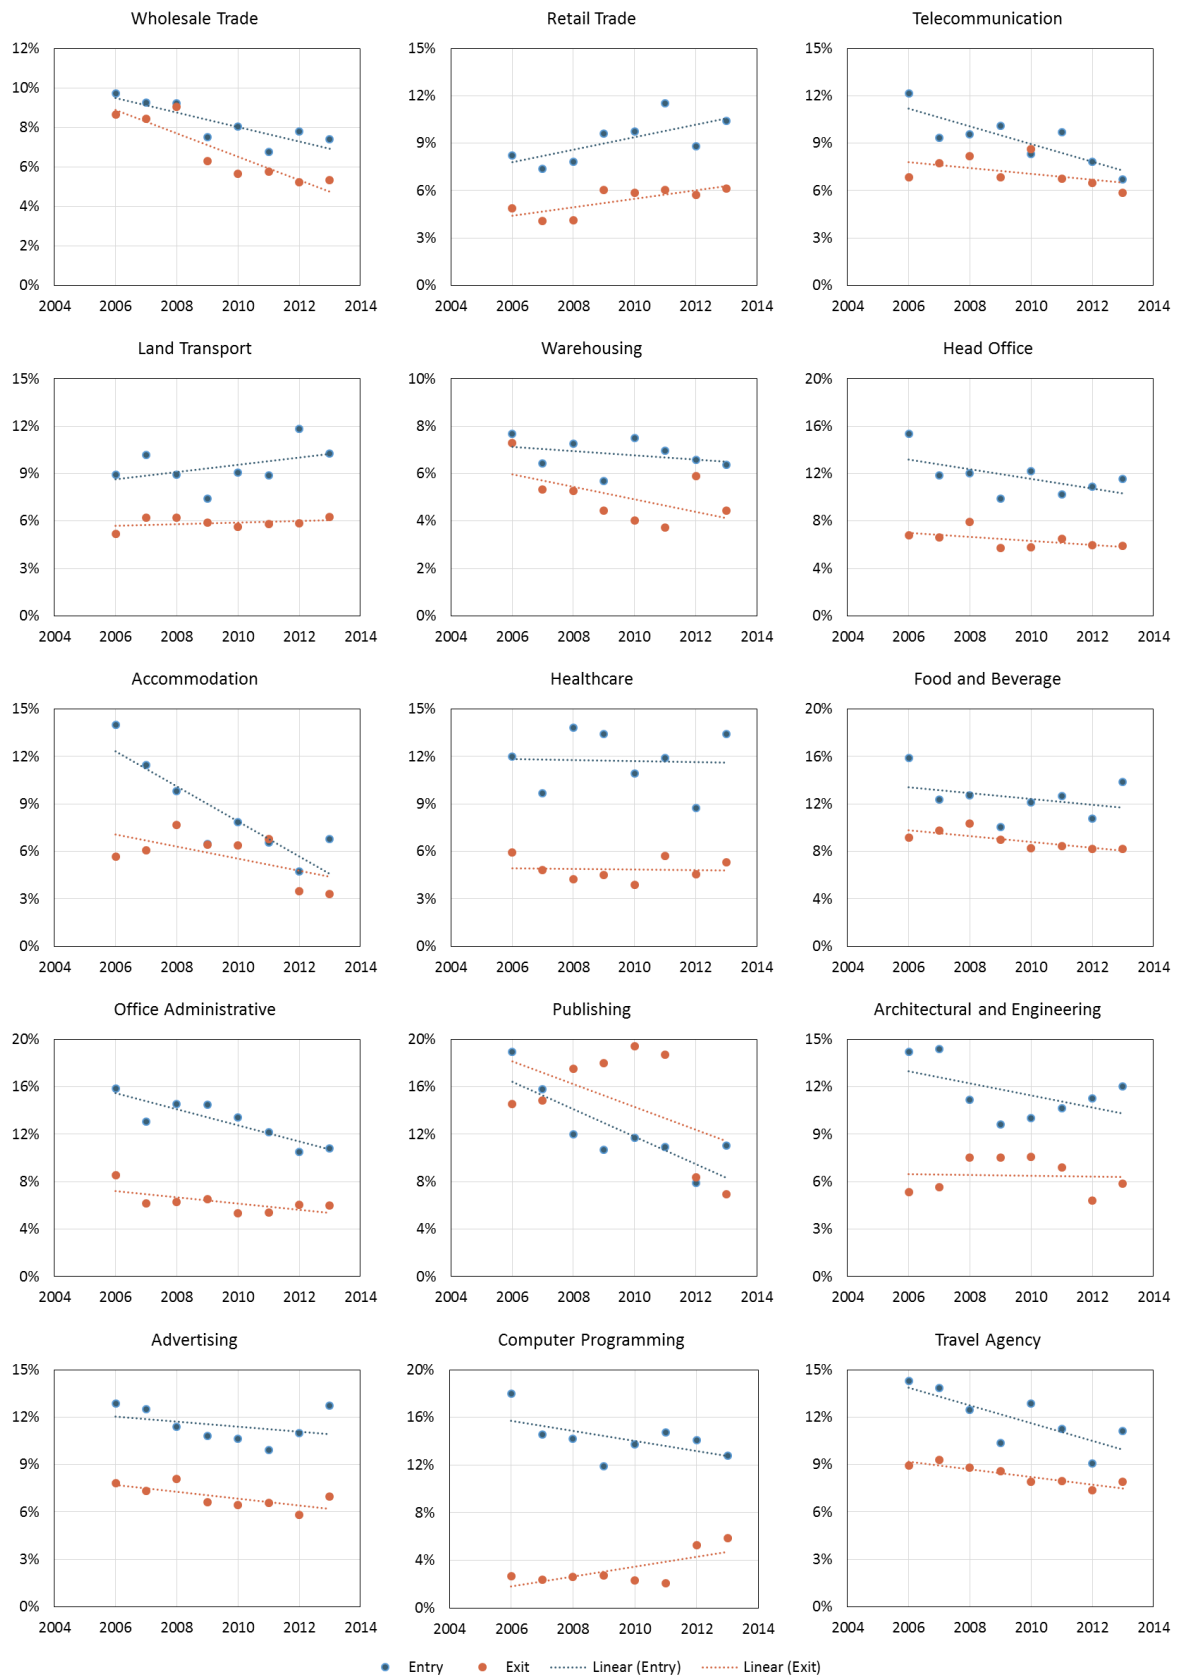 Wholesale Trade Retail Trade Telecommunication
12% 15% 15%
10% 12% 12%
8% 9% 9%
6% 6% 6%
4% 3% 3%
2% 0% 0%
0%
2004 2006 2008 2010 2012 2014 2004 2006 2008 2010 2012 2014 2004 2006 2008 2010 2012 2014
Land Transport Warehousing Head Office
15% 10% 20%
12% 8% 16%
9% 6% 12%
6% 4% 8%
3% 2% 4%
0% 0% 0%
2004 2006 2008 2010 2012 2014 2004 2006 2008 2010 2012 2014 2004 2006 2008 2010 2012 2014
Accommodation Healthcare Food and Beverage
15% 15% 20%
12% 12% 16%
9% 9% 12%
6% 6% 8%
3% 3% 4%
0% 0% 0%
2004 2006 2008 2010 2012 2014 2004 2006 2008 2010 2012 2014 2004 2006 2008 2010 2012 2014
Office Administrative Publishing Architectural and Engineering
20% 20% 15%
16% 16% 12%
12% 12% 9%
8% 8% 6%
4% 4% 3%
0% 0% 0%
2004 2006 2008 2010 2012 2014 2004 2006 2008 2010 2012 2014 2004 2006 2008 2010 2012 2014
Advertising Computer Programming Travel Agency
15% 20% 15%
12% 16% 12%
9% 12% 9%
6% 8% 6%
3% 4% 3%
0% 0% 0%
2004 2006 2008 2010 2012 2014 2004 2006 2008 2010 2012 2014 2004 2006 2008 2010 2012 2014
Entry Exit Linear (Entry) Linear (Exit)